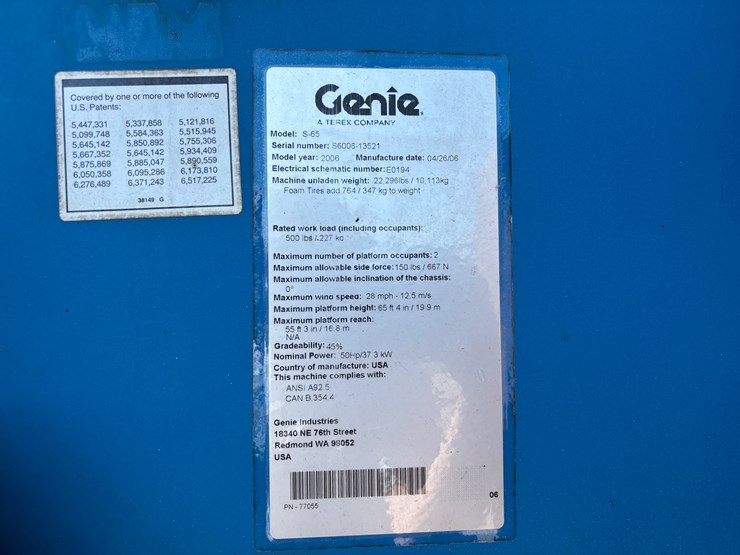 Covered by one or more of the following
U.S. Patents:
5,447,331 5,337,858 5,121,816
5,099,748 5,584,363 5,515,945
5,645,142 5,850,892 5,755,306
5,667,352 5,645,142 5,934,409
5,875,869 5,885,047 5,890,559
6,050,358 6,095,286 6,173,810
6,276,489 6,371,243 6,517,225
38149 G
Genie
A TEREX COMPANY
Model: S-65
Serial number: S6006-13521
Model year: 2006 Manufacture date: 04/26/06
Electrical schematic number:E0194
Machine unladen weight: 22,296lbs / 10,113kg
Foam Tires add 764 / 347 kg to weight
Rated work load (including occupants):
500 lbs / 227 kg
Maximum number of platform occupants: 2
Maximum allowable side force: 150 lbs / 667 N
Maximum allowable inclination of the chassis:
0°
Maximum wind speed: 28 mph - 12.5 m/s
Maximum platform height: 65 ft 4 in / 19.9 m
Maximum platform reach:
55 ft 3 in / 16.8 m
N/A
Gradeability: 45%
Nominal Power: 50Hp/37.3 kW
Country of manufacture: USA
This machine complies with:
ANSI A92.5
CAN B.354.4
Genie Industries
18340 NE 76th Street
Redmond WA 98052
USA
PN - 77055
06